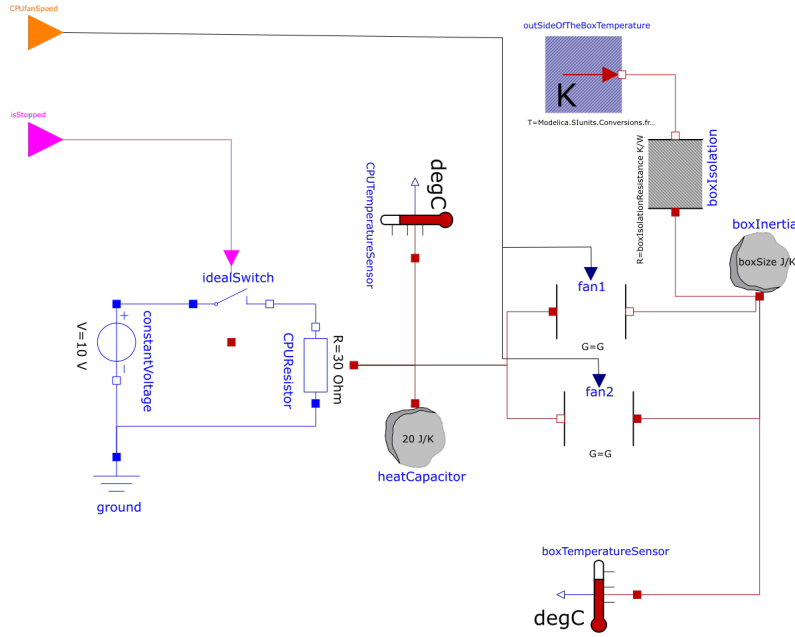 CPUfanSpeed
outSideOfTheBoxTemperature
K
T=Modelica.SIunits.Conversions.fr...
isStopped
CPUTemperatureSensor
degC
R=boxIsolationResistance K/W
boxIsolation
boxInertia
boxSize J/K
idealSwitch
fan1
G=G
+
-
V=10 V
constantVoltage
CPUResistor
R=30 Ohm
fan2
G=G
20 J/K
heatCapacitor
ground
boxTemperatureSensor
degC